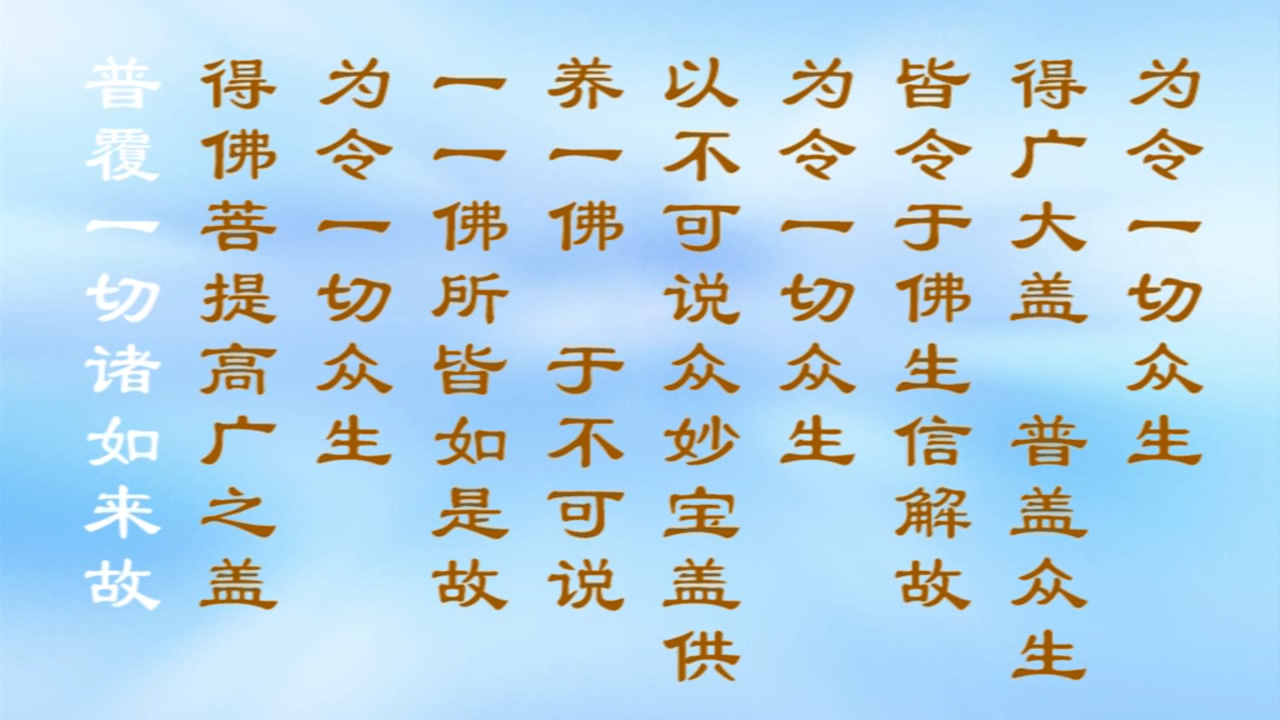 为令一切众生
得广大盖 普盖众生
皆令于佛生信解故
为令一切众生
以不可说众妙宝盖供
养一佛 于不可说
一一佛所皆如是故
为令一切众生
得佛菩提高广之盖
普覆一切诸如来故